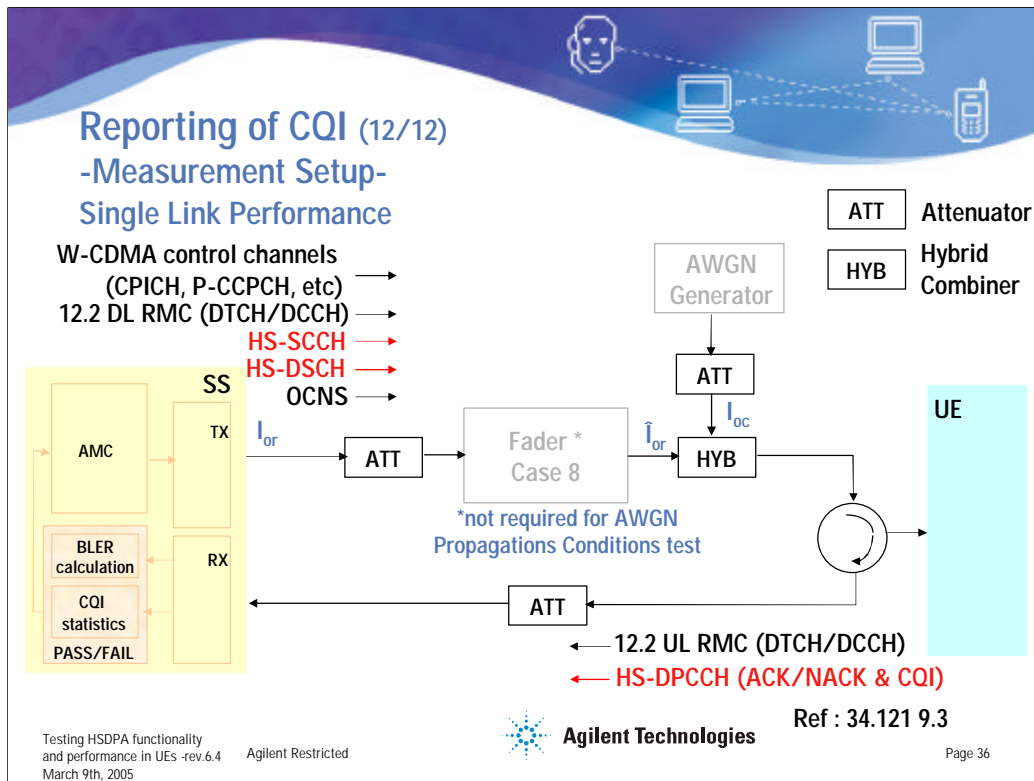 Reporting of CQI (12/12)
-Measurement Setup-
Single Link Performance
ATT Attenuator
HYB Hybrid
Combiner
W-CDMA control channels
(CPICH, P-CCPCH, etc)
12.2 DL RMC (DTCH/DCCH)
HS-SCCH
HS-DSCH
OCNS
AWGN
Generator
ATT
SS
AMC
TX
Ior
ATT
Fader *
Case 8
Îor
Ioc
HYB
UE
*not required for AWGN
Propagations Conditions test
BLER
calculation
CQI
statistics
PASS/FAIL
RX
ATT
12.2 UL RMC (DTCH/DCCH)
HS-DPCCH (ACK/NACK & CQI)
Ref : 34.121 9.3
Testing HSDPA functionality
and performance in UEs -rev.6.4
March 9th, 2005
Agilent Restricted
Agilent Technologies
Page 36